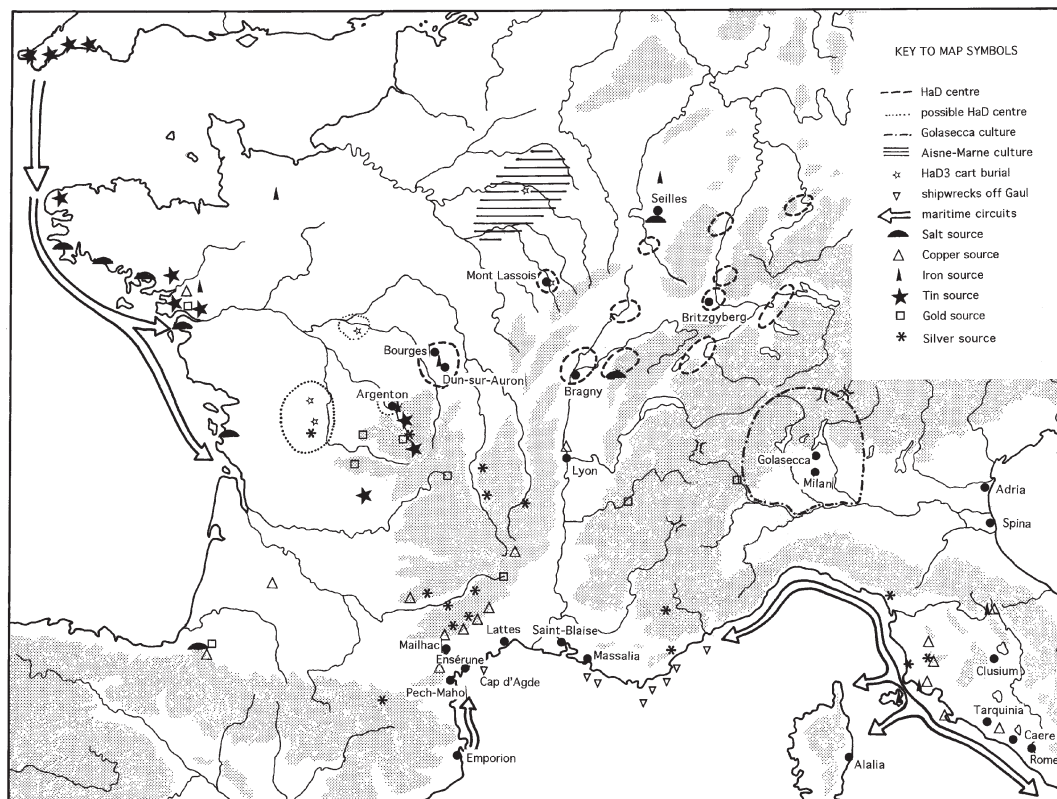 KEY TO MAP SYMBOLS
HaD centre
possible HaD centre
Golasecca culture
Aisne-Marne culture
HaD3 cart burial
shipwrecks off Gaul
maritime circuits
Salt source
Copper source
Iron source
Tin source
Gold source
Silver source
Seilles
Mont Lassois
Britzgyberg
Bourges
Dun-sur-Auron
Bragny
Argenton
Golasecca
Lyon
Milan
Adria
Spina
Mailhac
Lattes
Saint-Blaise
Ensérune
Massalia
Clusium
Cap d'Agde
Pech-Maho
Tarquinia
Caere
Rome
Emporion
Alalia